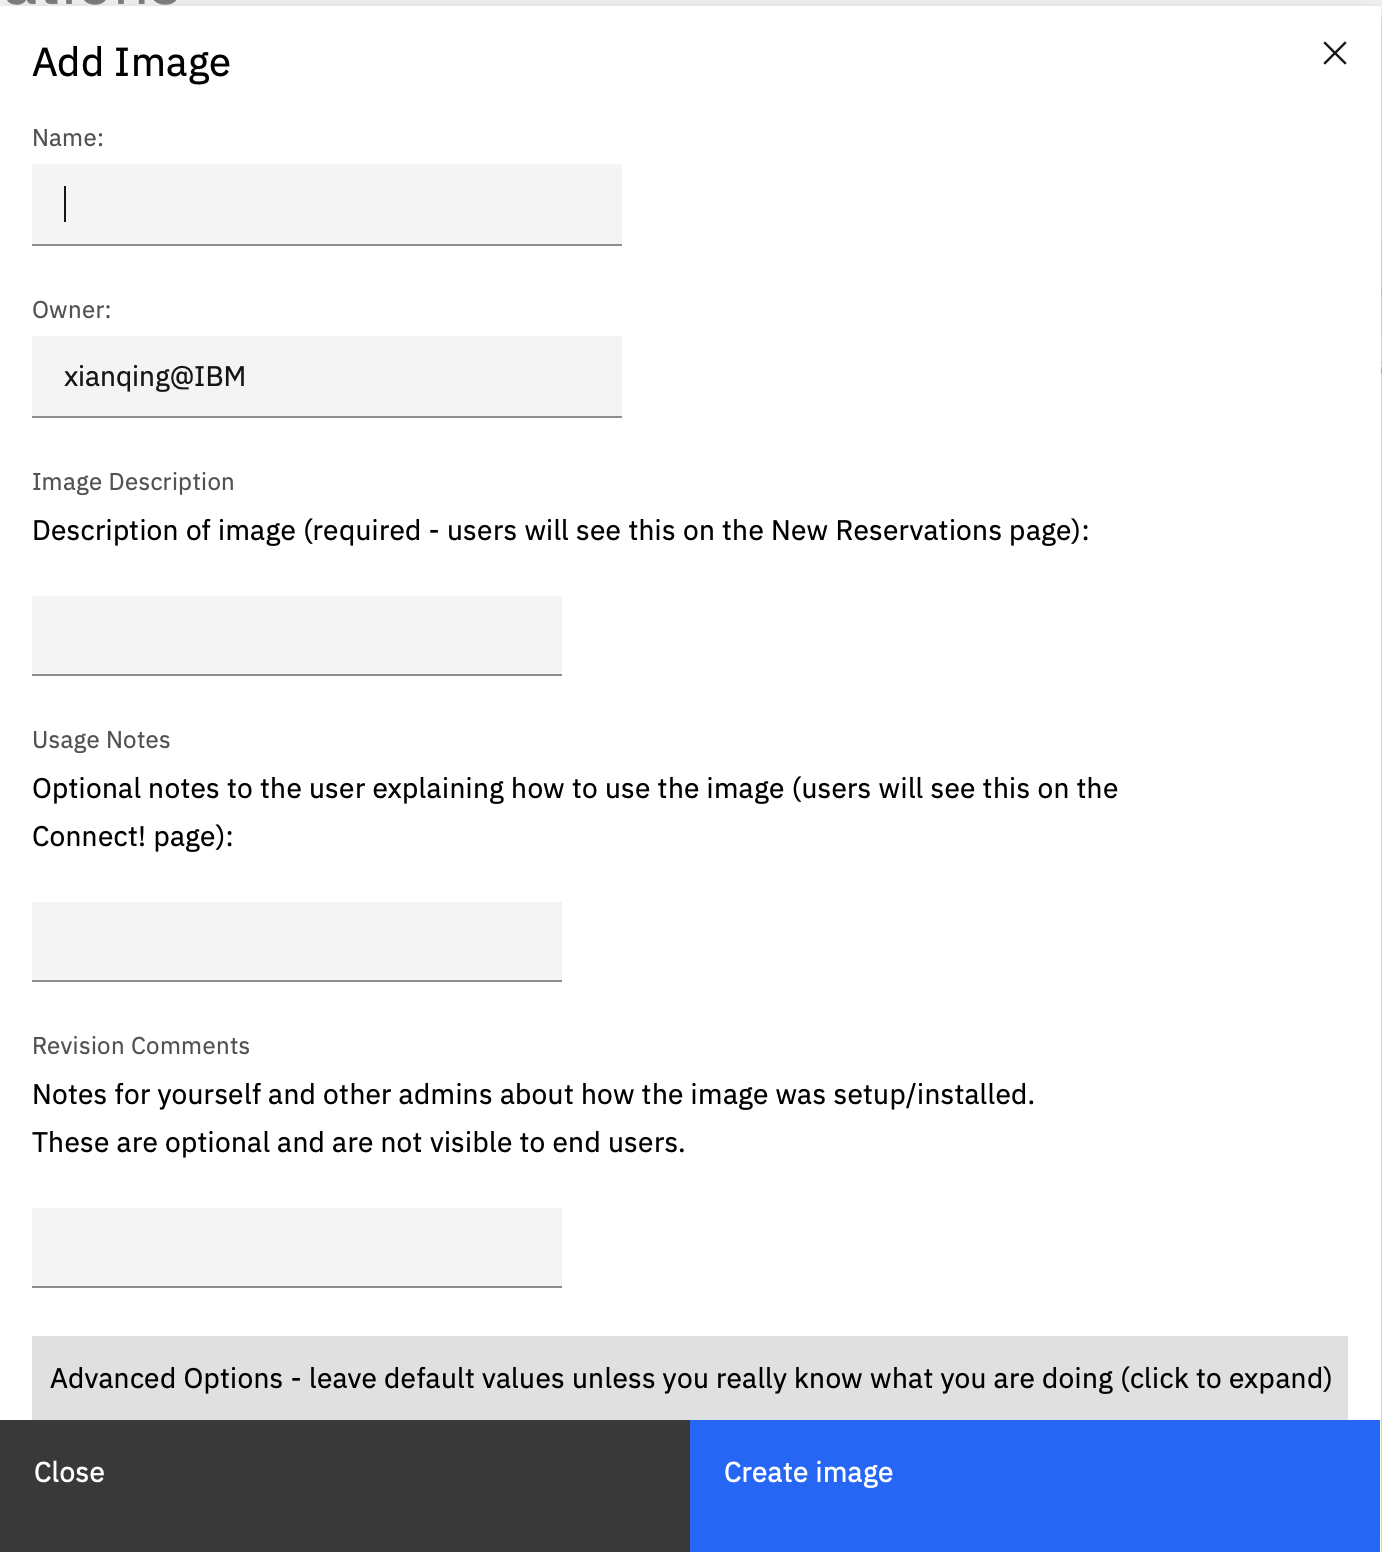 Add Image
Name:
Owner:
xianqing@IBM
Image Description
Description of image (required - users will see this on the New Reservations page):
Usage Notes
Optional notes to the user explaining how to use the image (users will see this on the
Connect! page):
Revision Comments
Notes for yourself and other admins about how the image was setup/installed.
These are optional and are not visible to end users.
Advanced Options - leave default values unless you really know what you are doing (click to expand)
Close
Create image